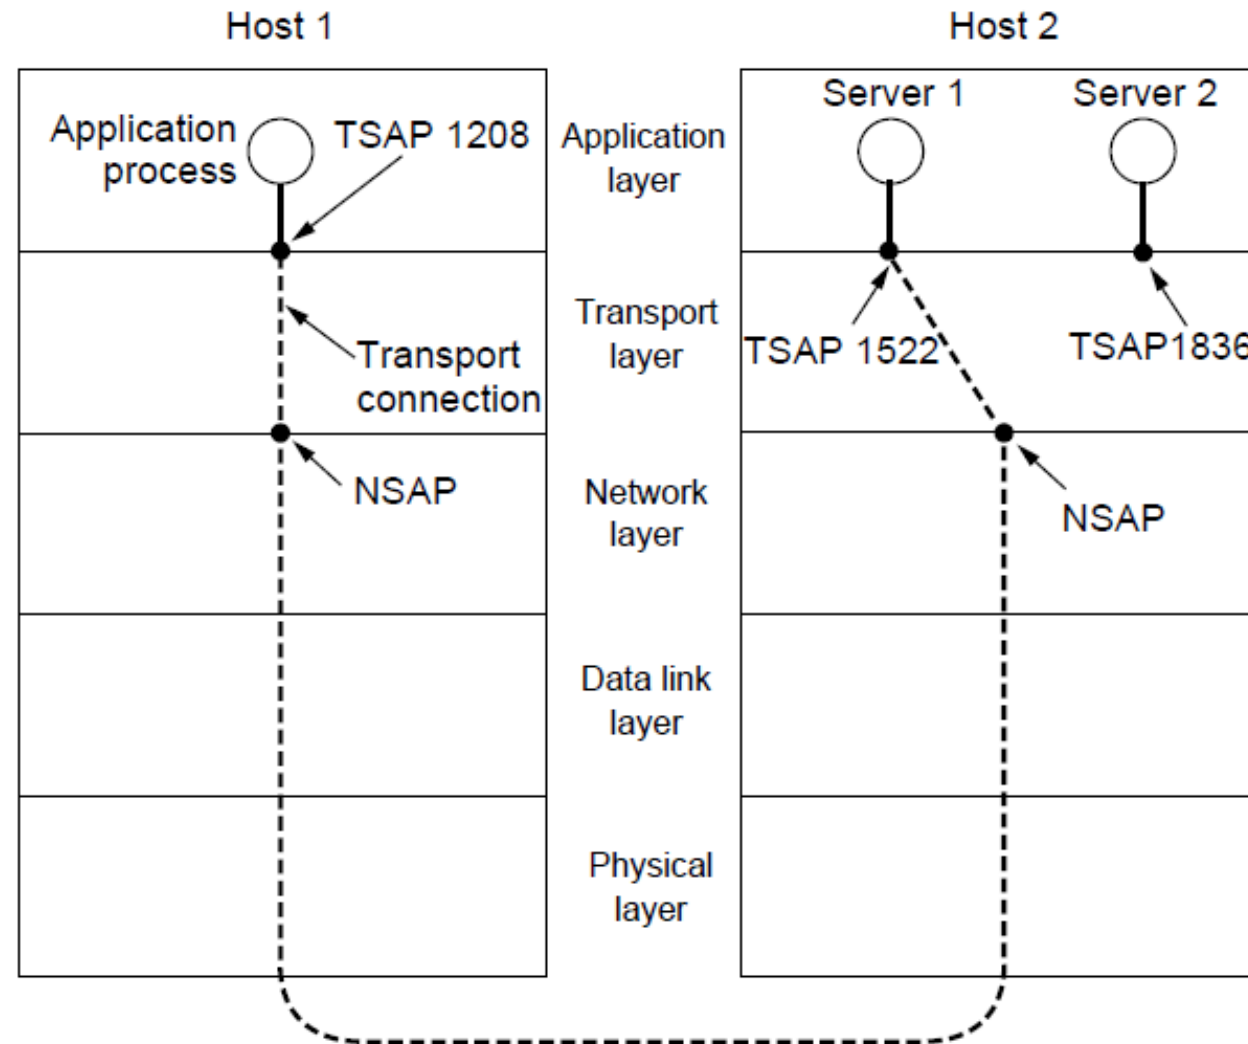 Host 1
Host 2
Application
process
TSAP 1208
Application
layer
Server 1
Server 2
Transport
connection
Transport
layer
TSAP 1522
TSAP1836
NSAP
Network
layer
NSAP
Data link
layer
Physical
layer